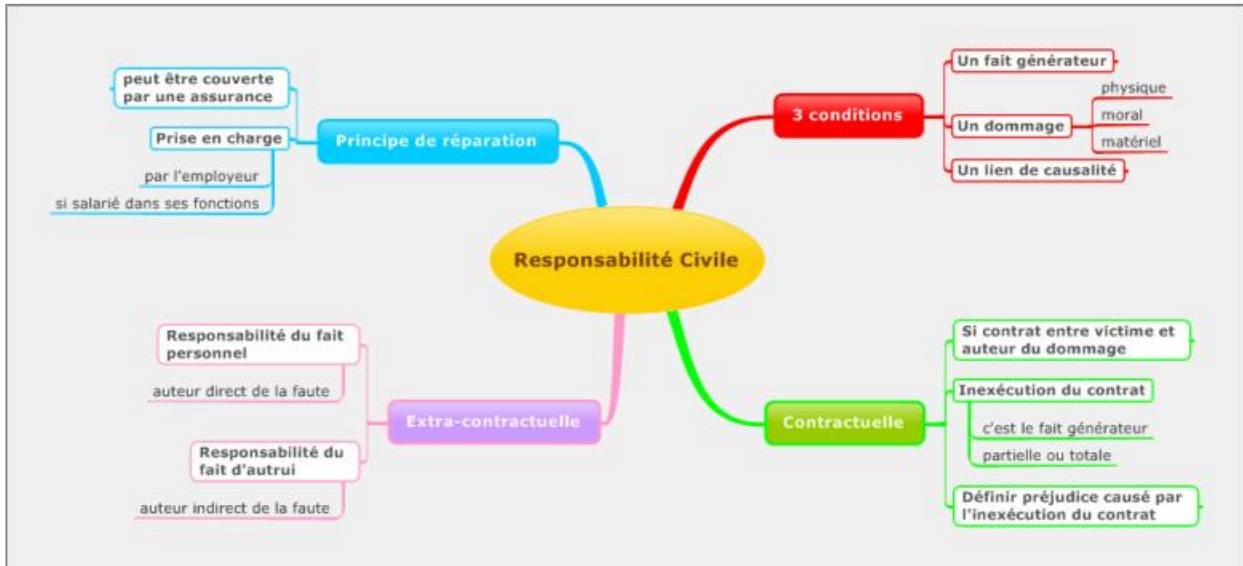 Responsabilité Civile
3 conditions
Un fait générateur
Un dommage
physique
moral
matériel
Un lien de causalité
Contractuelle
Si contrat entre victime et
auteur du dommage
Inexécution du contrat
c'est le fait générateur
partielle ou totale
Définir préjudice causé par
l'inexécution du contrat
Extra-contractuelle
Responsabilité du fait
personnel
auteur direct de la faute
Responsabilité du
fait d'autrui
auteur indirect de la faute
Principe de réparation
peut être couverte
par une assurance
Prise en charge
par l'employeur
si salarié dans ses fonctions